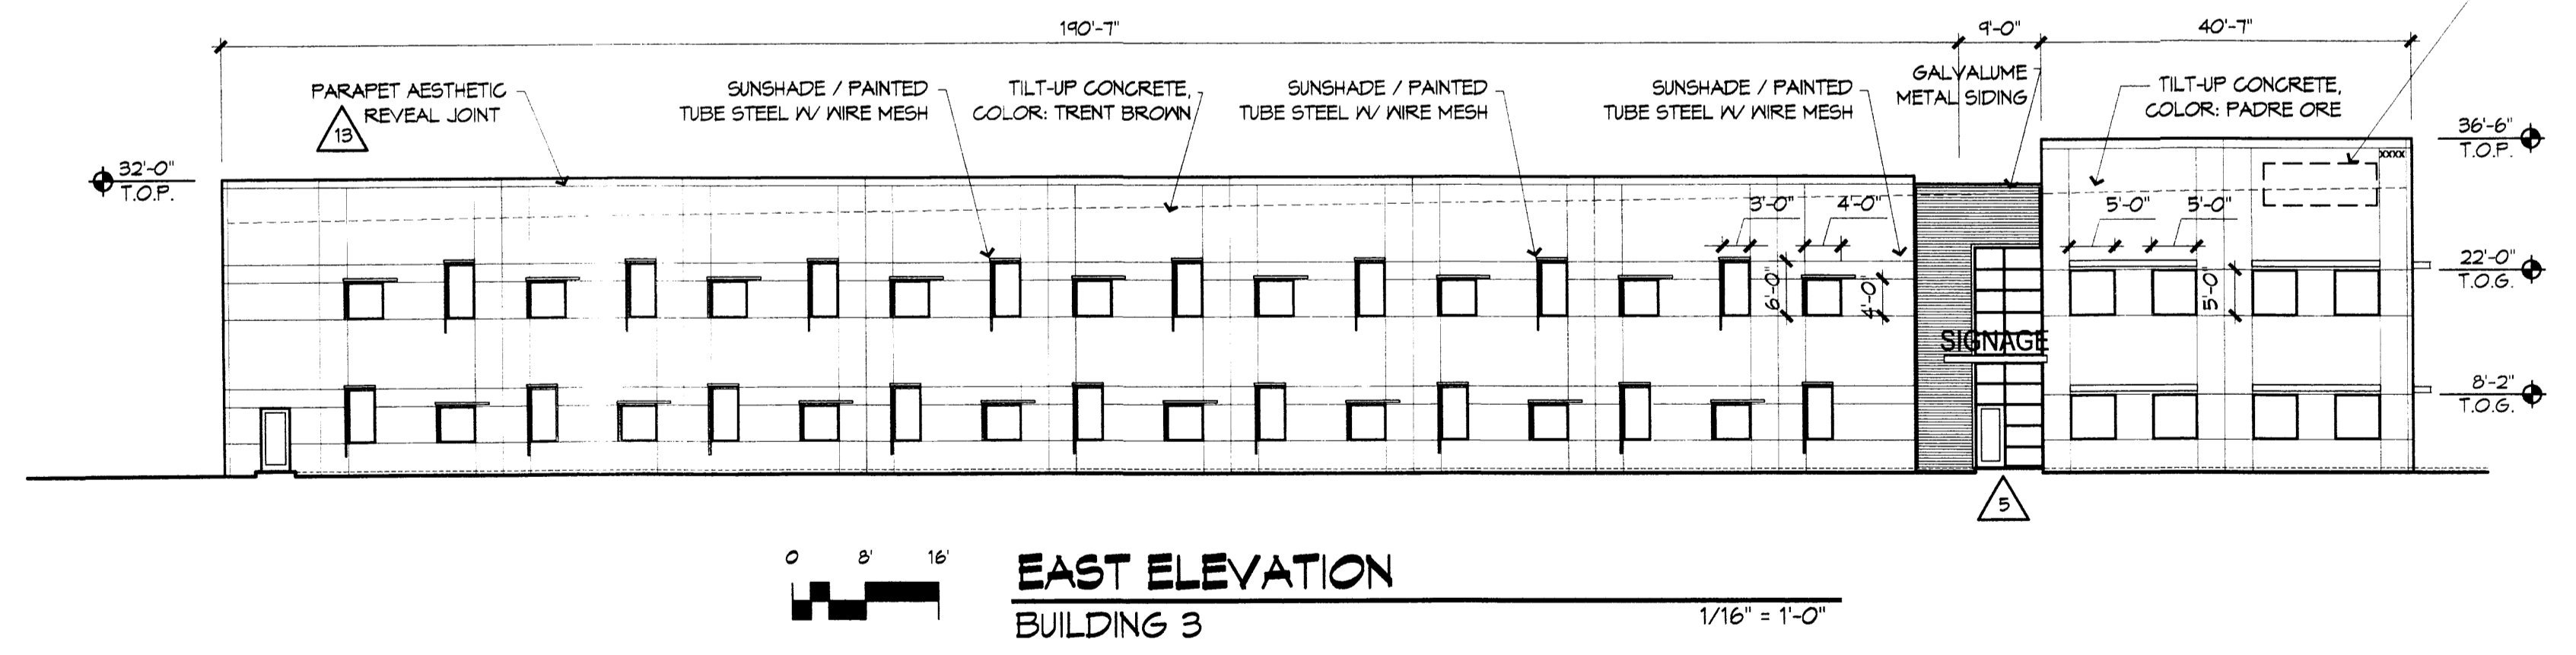 190'-7"
9'-0"
40'-7"
PARAPET AESTHETIC
REVEAL JOINT
13
SUNSHADE / PAINTED
TUBE STEEL W/ WIRE MESH
TILT-UP CONCRETE,
COLOR: TRENT BROWN
SUNSHADE / PAINTED
TUBE STEEL W/ WIRE MESH
SUNSHADE / PAINTED
TUBE STEEL W/ WIRE MESH
GALVALUME
METAL SIDING
TILT-UP CONCRETE,
COLOR: PADRE ORE
36'-6"
T.O.P.
32'-0"
T.O.P.
XXXX
3'-0"
4'-0"
5'-0"
5'-0"
22'-0"
T.O.G.
6'-0"
4'-0"
5'-0"
SIGNAGE
8'-2"
T.O.G.
5
0 8' 16'
EAST ELEVATION
BUILDING 3
1/16" = 1'-0"